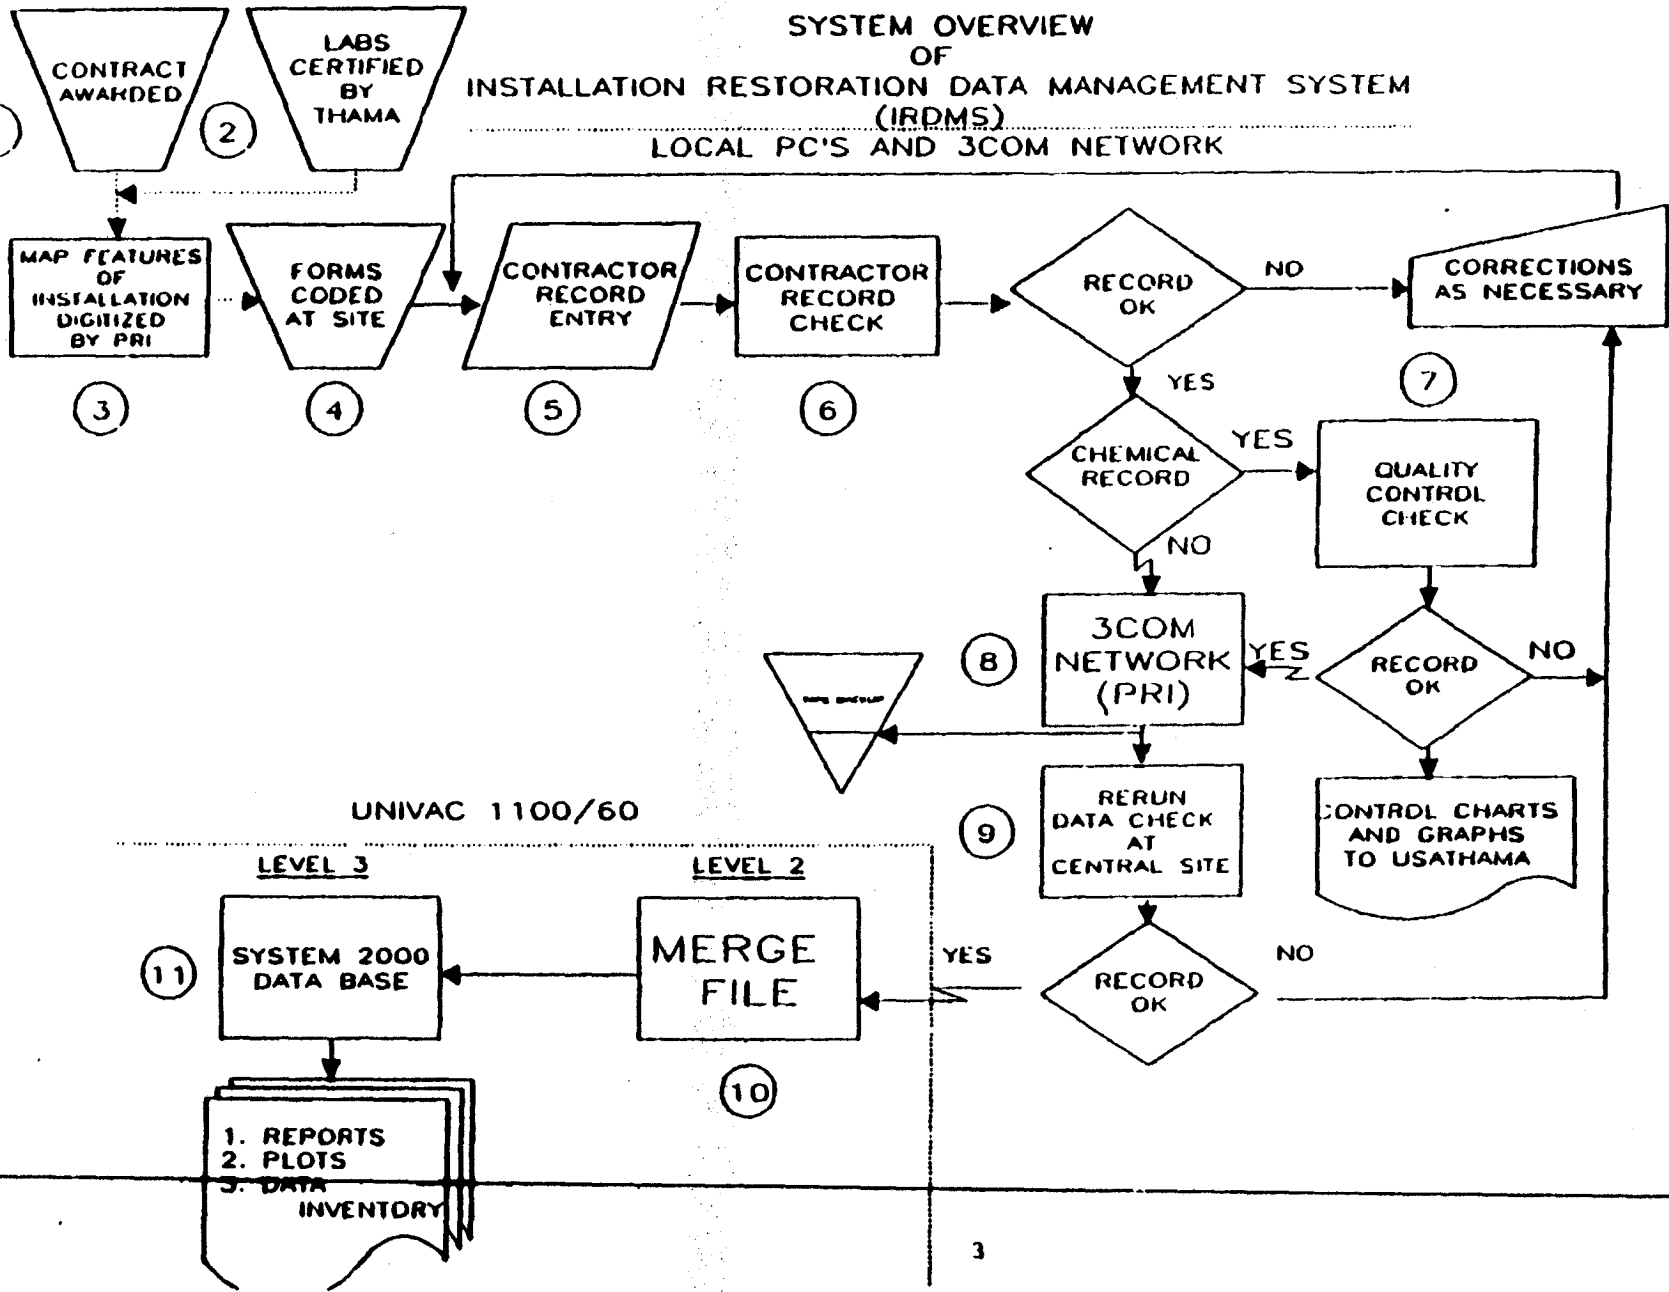 SYSTEM OVERVIEW
OF
INSTALLATION RESTORATION DATA MANAGEMENT SYSTEM
(IRDMS)
LOCAL PC'S AND 3COM NETWORK
CONTRACT
AWARDED
2
LABS
CERTIFIED
BY
THAMA
MAP FEATURES
OF
INSTALLATION
DIGITIZED
BY PRI
3
FORMS
CODED
AT SITE
4
CONTRACTOR
RECORD
ENTRY
5
CONTRACTOR
RECORD
CHECK
6
RECORD
OK
NO
CORRECTIONS
AS NECESSARY
YES
7
CHEMICAL
RECORD
YES
QUALITY
CONTROL
CHECK
NO
8
3COM
NETWORK
(PRI)
YES
RECORD
OK
NO
BACKUP
9
RERUN
DATA CHECK
AT
CENTRAL SITE
CONTROL CHARTS
AND GRAPHS
TO USATHAMA
UNIVAC 1100/60
LEVEL 3
LEVEL 2
11
SYSTEM 2000
DATA BASE
MERGE
FILE
10
YES
RECORD
OK
NO
1. REPORTS
2. PLOTS
3. DATA
INVENTORY
3